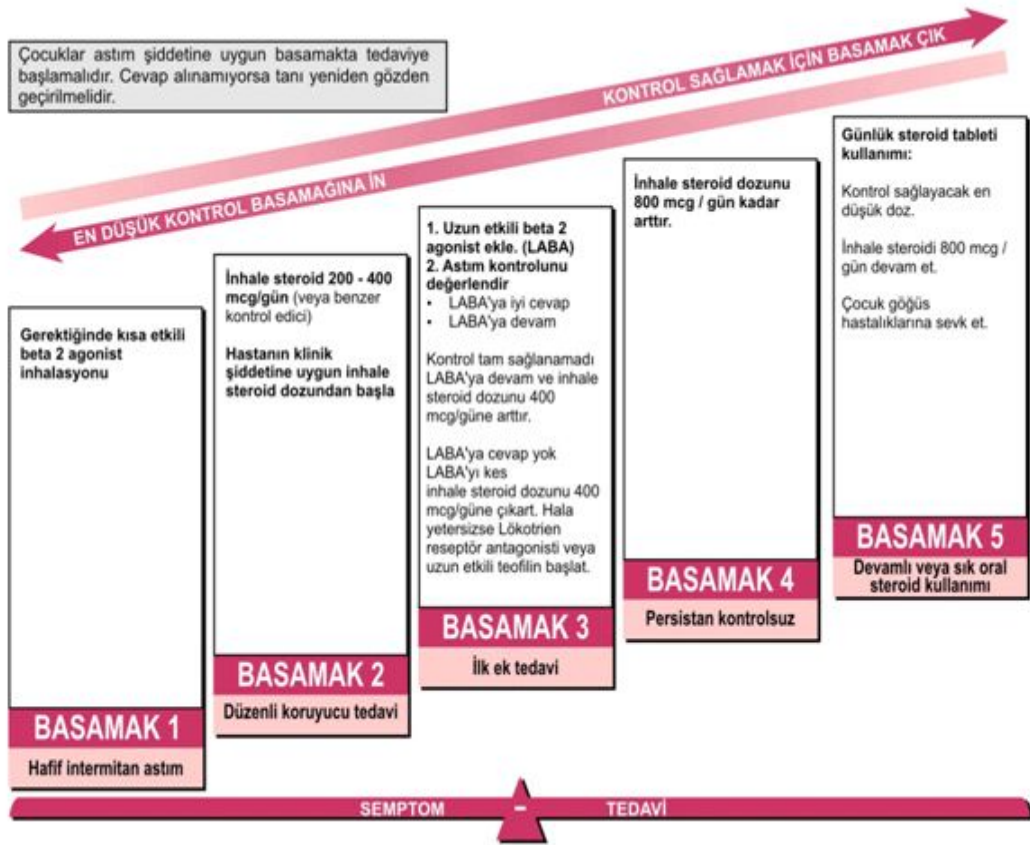 Çocuklar astım şiddetine uygun basamakta tedaviye
başlamalıdır. Cevap alınamıyorsa tanı yeniden gözden
geçirilmelidir.
KONTROL SAĞLAMAK İÇİN BASAMAK ÇIK
EN DÜŞÜK KONTROL BASAMAĞINA İN
Gerektiğinde kısa etkili
beta 2 agonist
inhalasyonu
BASAMAK 1
Hafif intermitan astım
İnhale steroid 200 - 400
mcg/gün (veya benzer
kontrol edici)
Hastanın klinik
şiddetine uygun inhale
steroid dozundan başla
BASAMAK 2
Düzenli koruyucu tedavi
1. Uzun etkili beta 2
agonist ekle. (LABA)
2. Astım kontrolunu
değerlendir
• LABA'ya iyi cevap
• LABA'ya devam
Kontrol tam sağlanamadı
LABA'ya devam ve inhale
steroid dozunu 400
mcg/güne arttır.
LABA'ya cevap yok
LABA'yı kes
inhale steroid dozunu 400
mcg/güne çıkart. Hala
yetersizse Lökotrien
reseptör antagonisti veya
uzun etkili teofilin başlat.
BASAMAK 3
İlk ek tedavi
İnhale steroid dozunu
800 mcg / gün kadar
arttır.
BASAMAK 4
Persistan kontrolsuz
Günlük steroid tableti
kullanımı:
Kontrol sağlayacak en
düşük doz.
İnhale steroidi 800 mcg /
gün devam et.
Çocuk göğüs
hastalıklarına sevk et.
BASAMAK 5
Devamlı veya sık oral
steroid kullanımı
SEMPTOM - TEDAVİ